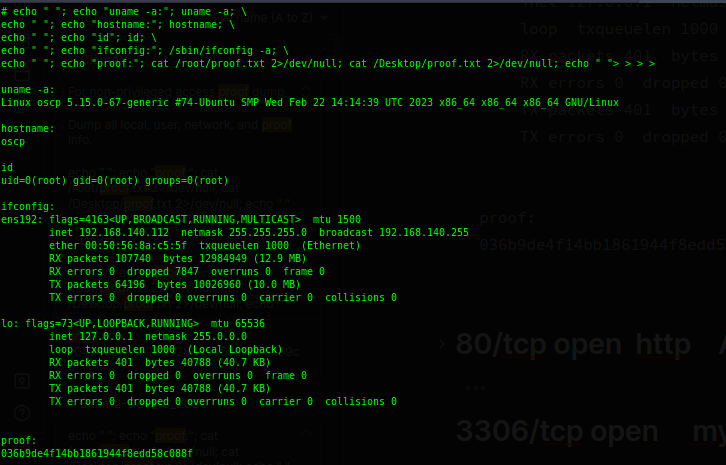 # echo " "; echo "uname -a:"; uname -a; \
echo " "; echo "hostname:"; hostname; \
echo " "; echo "id"; id; \
echo " "; echo "ifconfig:"; /sbin/ifconfig -a; \
echo " "; echo "proof:"; cat /root/proof.txt 2>/dev/null; cat /Desktop/proof.txt 2>/dev/null; echo " "> > > >
uname -a:
Linux oscp 5.15.0-67-generic #74-Ubuntu SMP Wed Feb 22 14:14:39 UTC 2023 x86_64 x86_64 x86_64 GNU/Linux
hostname:
oscp
id
uid=0(root) gid=0(root) groups=0(root)
ifconfig:
ens192: flags=4163<UP,BROADCAST,RUNNING,MULTICAST>  mtu 1500
inet 192.168.140.112  netmask 255.255.255.0  broadcast 192.168.140.255
ether 00:50:56:8a:c5:5f  txqueuelen 1000  (Ethernet)
RX packets 107740  bytes 12984949 (12.9 MB)
RX errors 0  dropped 7847  overruns 0  frame 0
TX packets 64196  bytes 10026960 (10.0 MB)
TX errors 0  dropped 0 overruns 0  carrier 0  collisions 0
lo: flags=73<UP,LOOPBACK,RUNNING>  mtu 65536
inet 127.0.0.1  netmask 255.0.0.0
loop  txqueuelen 1000  (Local Loopback)
RX packets 401  bytes 40788 (40.7 KB)
RX errors 0  dropped 0  overruns 0  frame 0
TX packets 401  bytes 40788 (40.7 KB)
TX errors 0  dropped 0 overruns 0  carrier 0  collisions 0
proof:
036b9de4f14bb1861944f8edd58c088f
loop  txqueuelen 1000
RX packets 401  bytes
RX errors 0  dropped 0
TX packets 401  bytes
TX errors 0  dropped 0
proof:
80/tcp open  http
3306/tcp open
Dump all local, user, network, and proof
info.